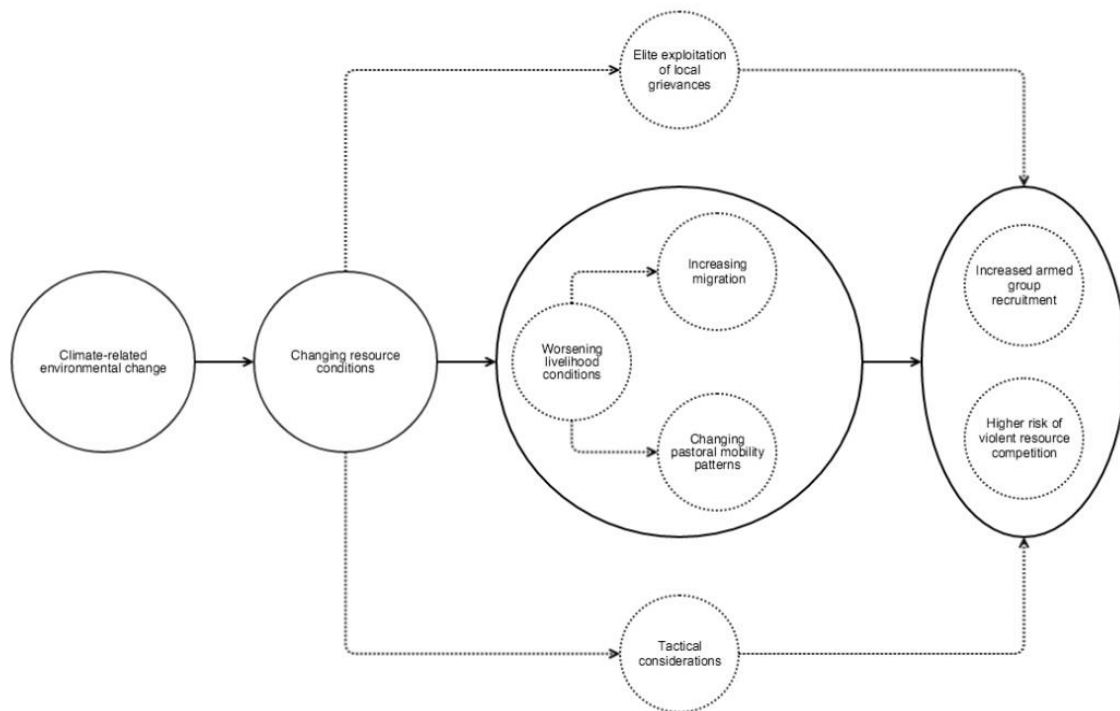 Elite exploitation
of local
grievances
Climate-related
environmental change
Changing resource
conditions
Worsening
livelihood
conditions
Increasing
migration
Changing
pastoral mobility
patterns
Increased armed
group
recruitment
Higher risk of
violent resource
competition
Tactical
considerations